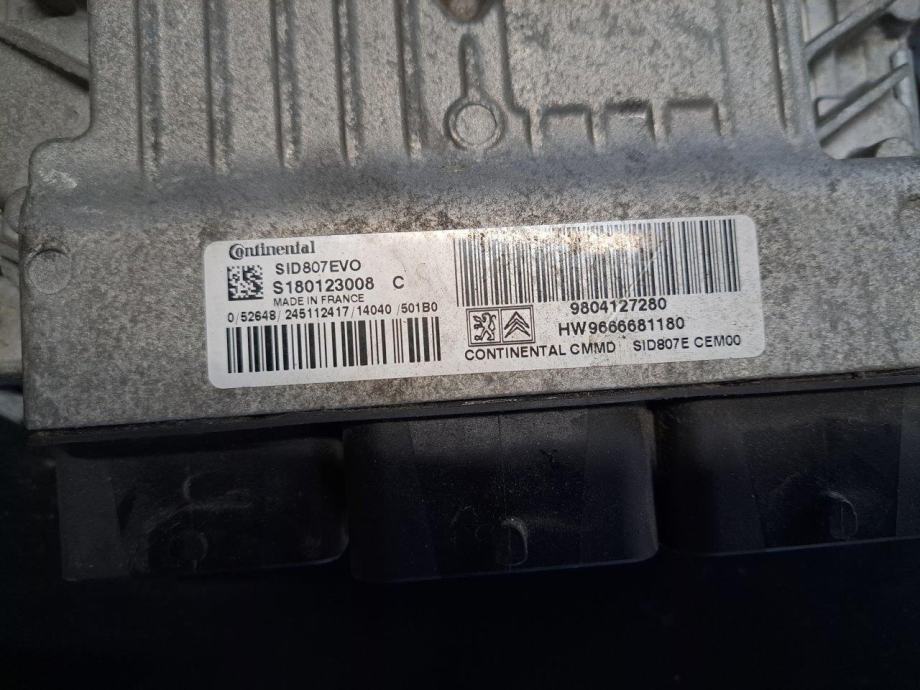 Continental
SID807EVO
S180123008 C
MADE IN FRANCE
0/52648/245112417/14040/501B0
9804127280
HW9666681180
CONTINENTAL CMMD SID807E CEM00